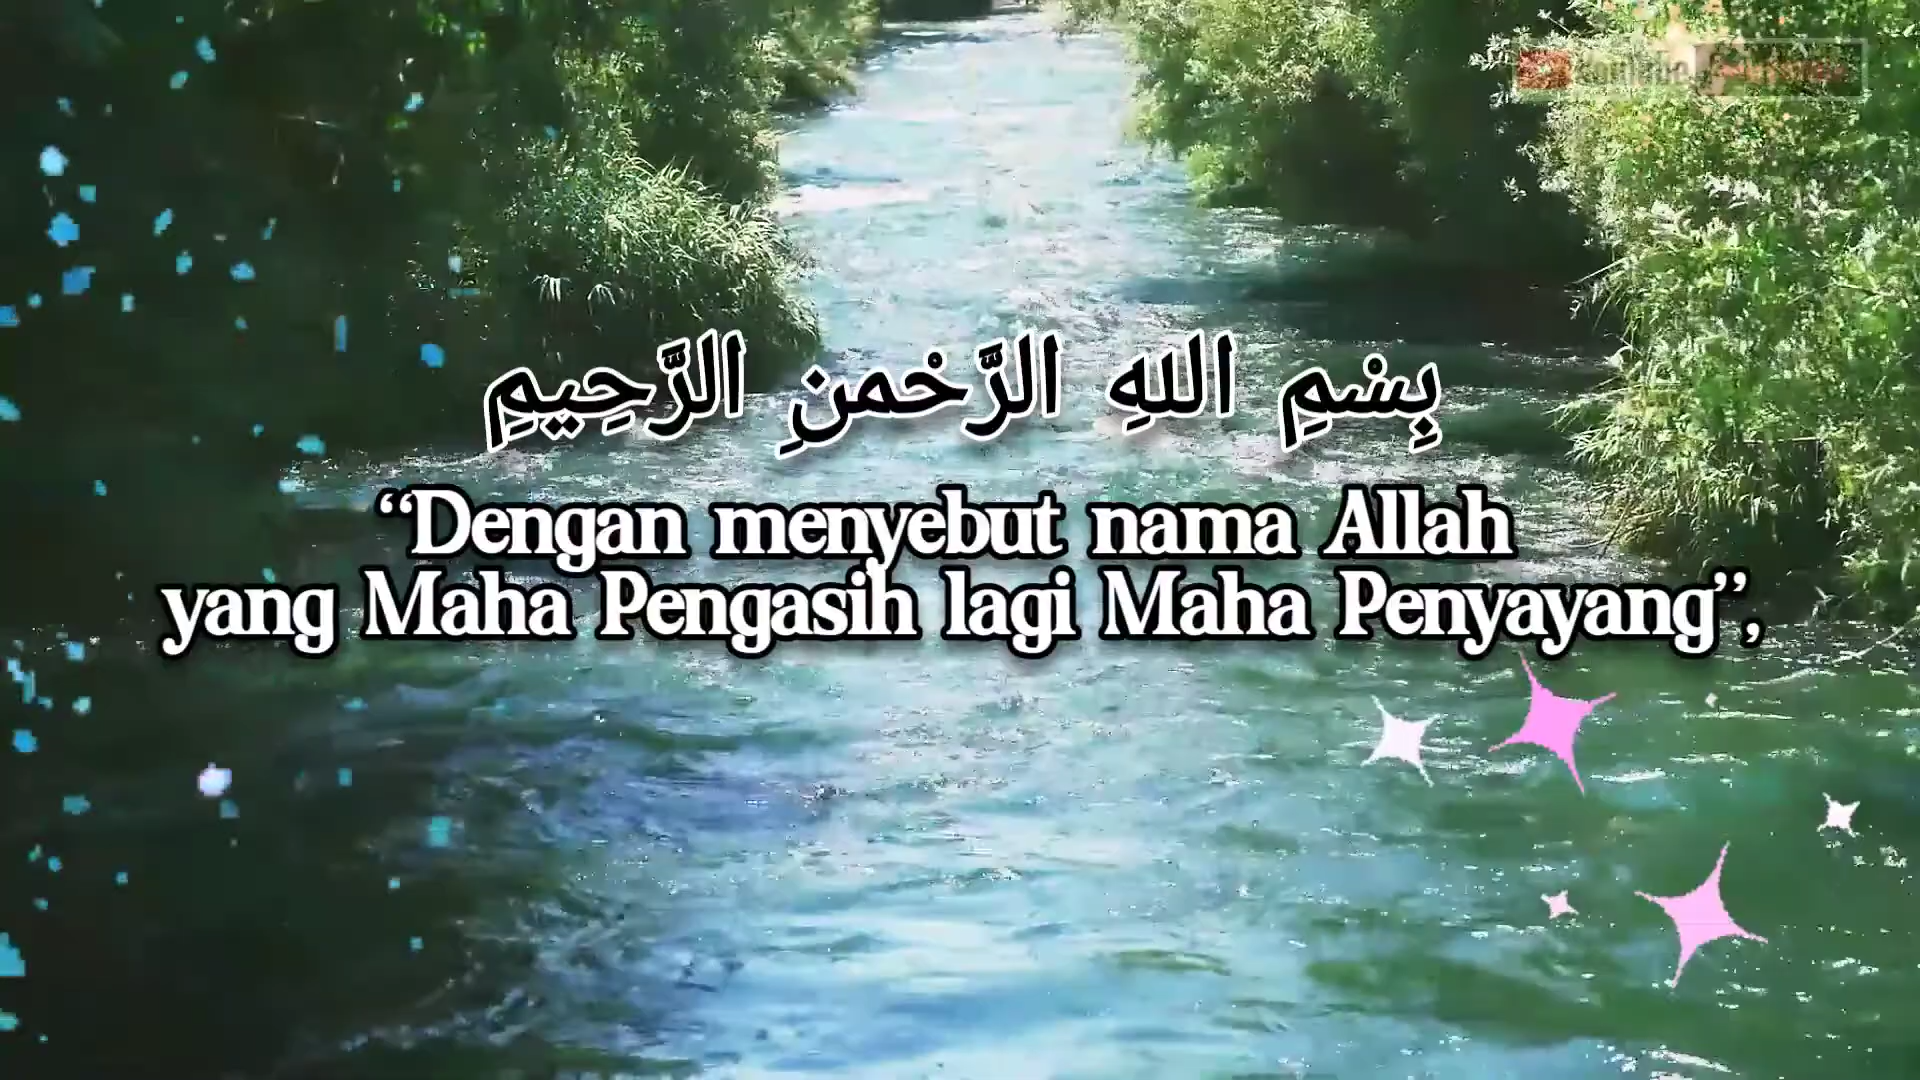 بِسْمِ اللهِ الرَّحْمنِ الرَّحِيمِ
“Dengan menyebut nama Allah
yang Maha Pengasih lagi Maha Penyayang”,